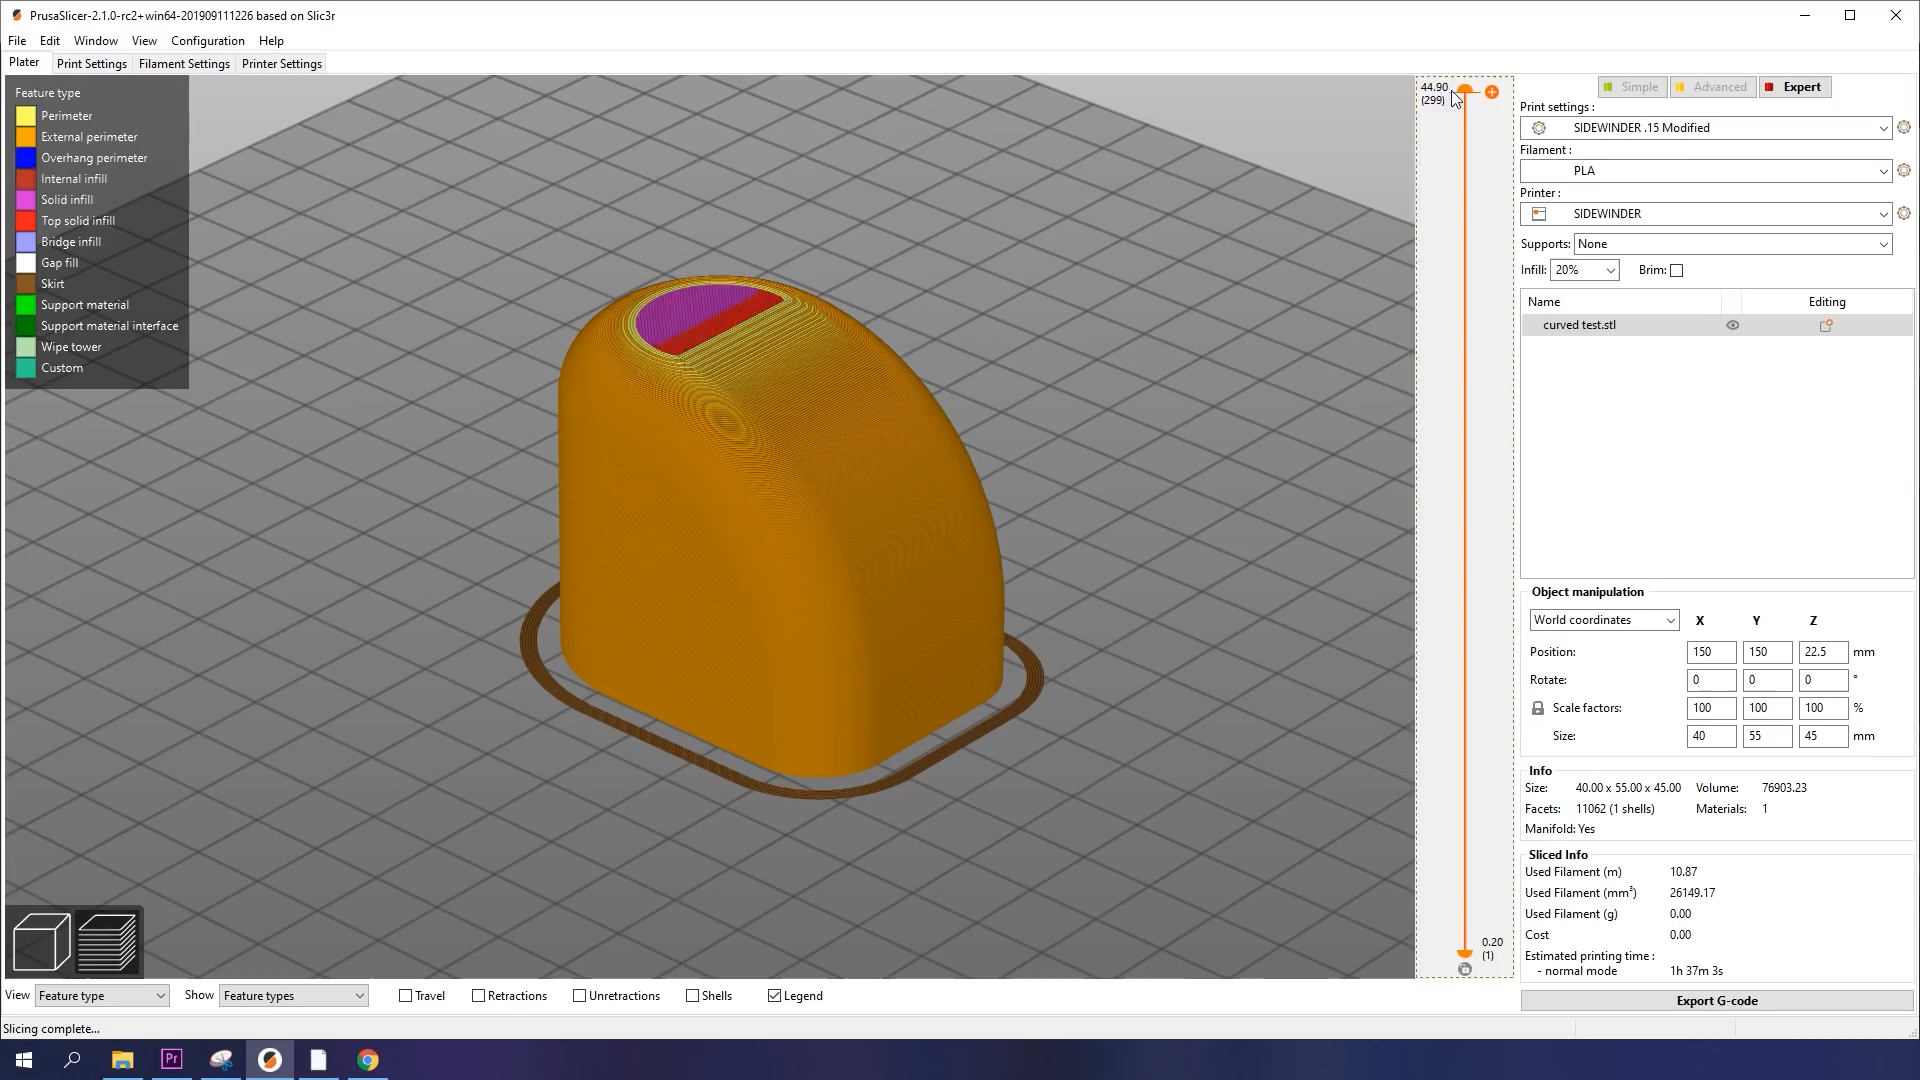 PrusaSlicer-2.1.0-rc2+win64-201909111226 based on Slic3r
File Edit Window View Configuration Help
Plater Print Settings Filament Settings Printer Settings
Feature type
Perimeter
External perimeter
Overhang perimeter
Internal infill
Solid infill
Top solid infill
Bridge infill
Gap fill
Skirt
Support material
Support material interface
Wipe tower
Custom
44.90
(299)
0.20
(1)
Simple Advanced Expert
Print settings :
SIDEWINDER .15 Modified
Filament :
PLA
Printer :
SIDEWINDER
Supports: None
Infill: 20% Brim:
Name Editing
curved test.stl
Object manipulation
World coordinates X Y Z
Position: 150 150 22.5 mm
Rotate: 0 0 0 °
Scale factors: 100 100 100 %
Size: 40 55 45 mm
Info
Size: 40.00 x 55.00 x 45.00 Volume: 76903.23
Facets: 11062 (1 shells) Materials: 1
Manifold: Yes
Sliced Info
Used Filament (m) 10.87
Used Filament (mm³) 26149.17
Used Filament (g) 0.00
Cost 0.00
Estimated printing time :
- normal mode 1h 37m 3s
Export G-code
View Feature type Show Feature types Travel Retractions Unretractions Shells Legend
Slicing complete...
Pr